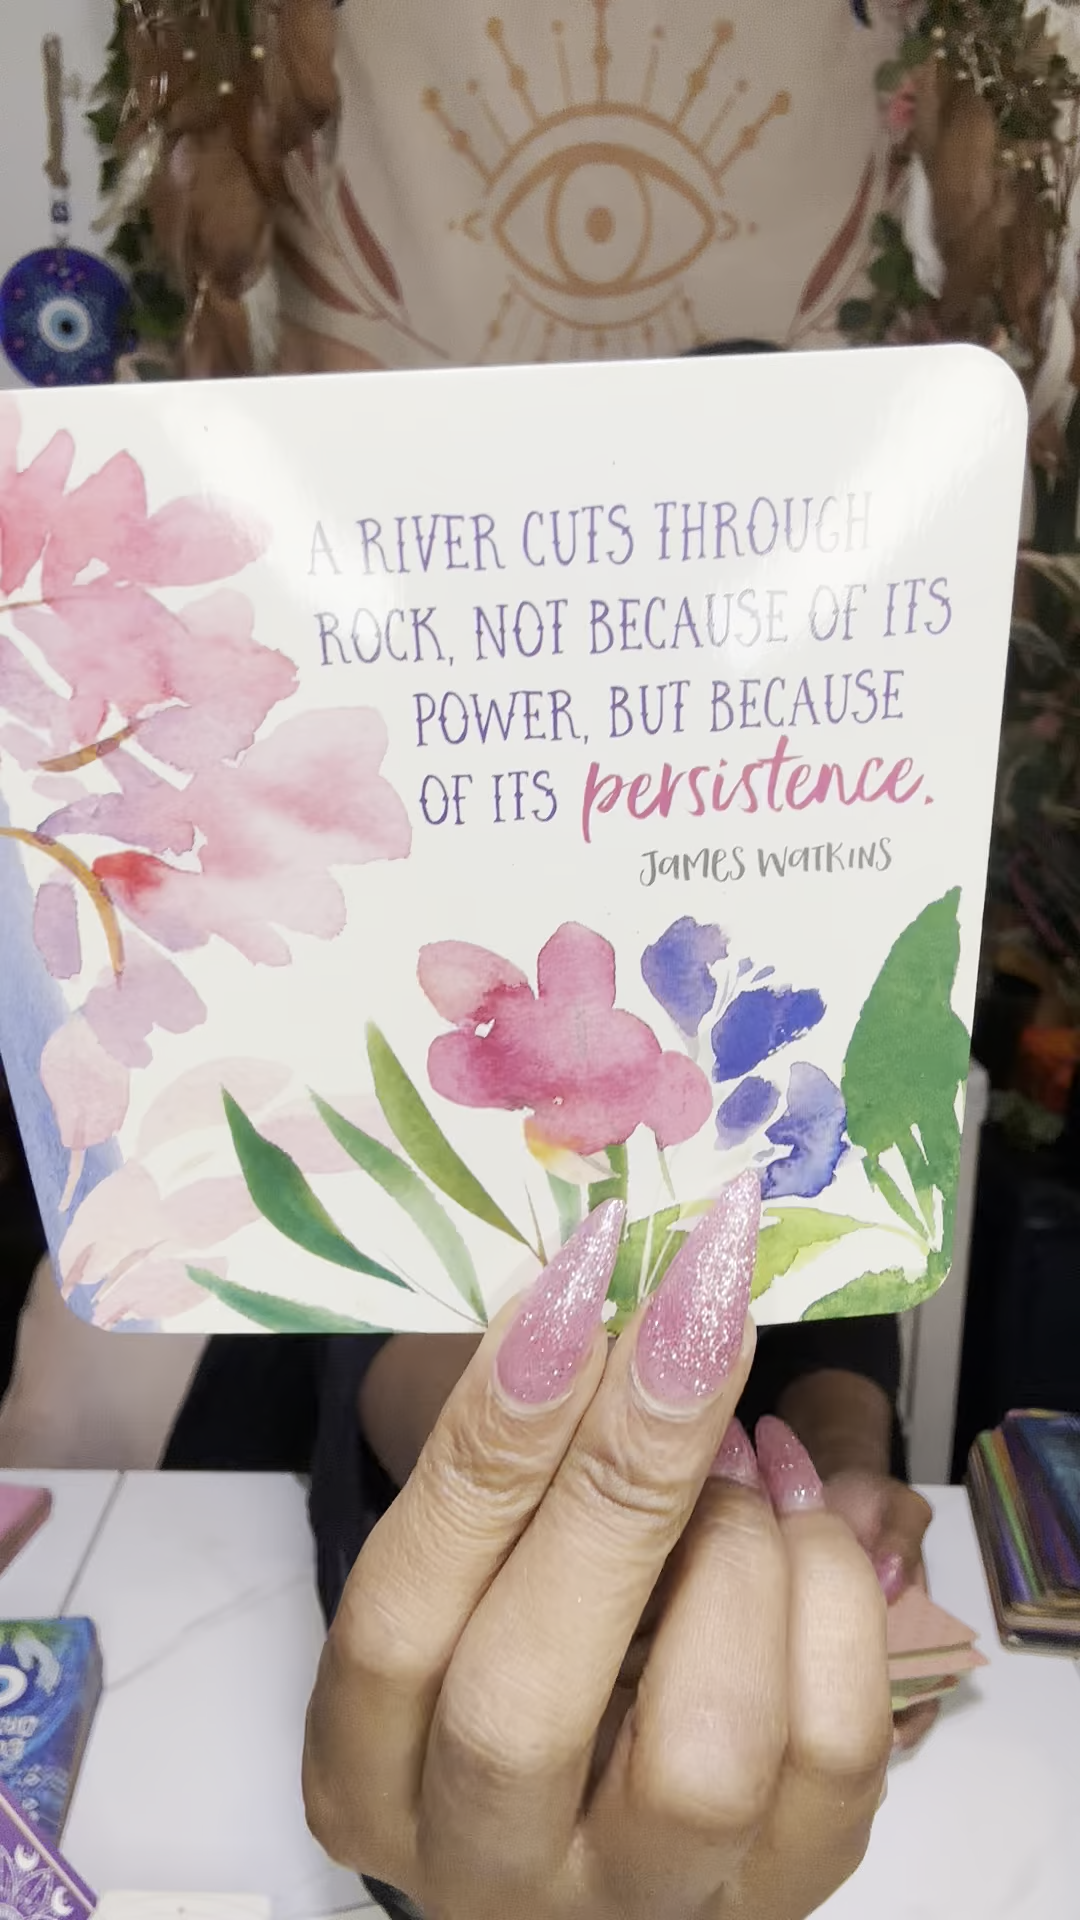 A RIVER CUTS THROUGH
ROCK, NOT BECAUSE OF ITS
POWER, BUT BECAUSE
OF ITS persistence.
JAMES WATKINS